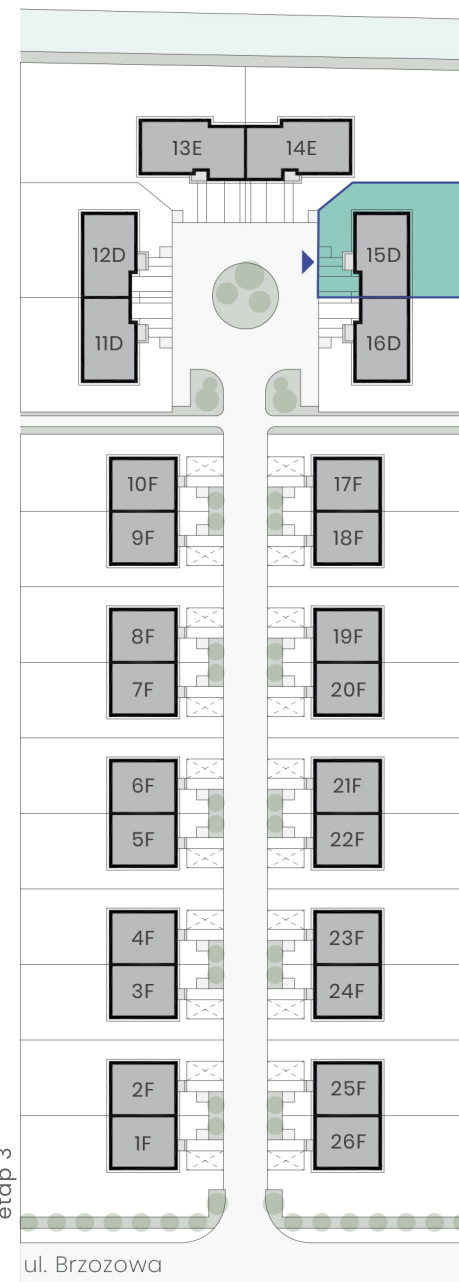 13E 14E
12D 15D
11D 16D
10F 17F
9F 18F
8F 19F
7F 20F
6F 21F
5F 22F
4F 23F
3F 24F
2F 25F
1F 26F
etap 3
ul. Brzozowa